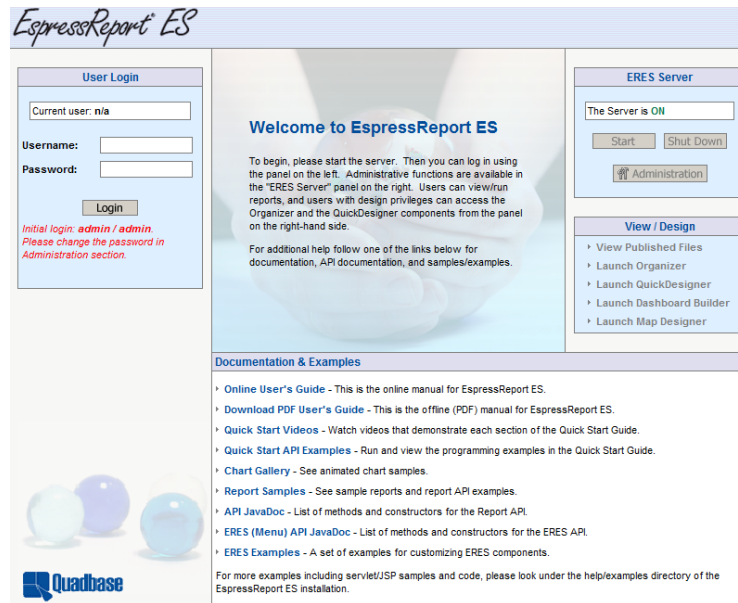 EspressReport ES
User Login
Current user: n/a
Username:
Password:
Login
Initial login: admin / admin.
Please change the password in
Administration section.
Welcome to EspressReport ES
To begin, please start the server. Then you can log in using
the panel on the left. Administrative functions are available in
the "ERES Server" panel on the right. Users can view/run
reports, and users with design privileges can access the
Organizer and the QuickDesigner components from the panel
on the right-hand side.
For additional help follow one of the links below for
documentation, API documentation, and samples/examples.
ERES Server
The Server is ON
Start Shut Down
Administration
View / Design
View Published Files
Launch Organizer
Launch QuickDesigner
Launch Dashboard Builder
Launch Map Designer
Documentation & Examples
Online User's Guide - This is the online manual for EspressReport ES.
Download PDF User's Guide - This is the offline (PDF) manual for EspressReport ES.
Quick Start Videos - Watch videos that demonstrate each section of the Quick Start Guide.
Quick Start API Examples - Run and view the programming examples in the Quick Start Guide.
Chart Gallery - See animated chart samples.
Report Samples - See sample reports and report API examples.
API JavaDoc - List of methods and constructors for the Report API.
ERES (Menu) API JavaDoc - List of methods and constructors for the ERES API.
ERES Examples - A set of examples for customizing ERES components.
For more examples including servlet/JSP samples and code, please look under the help/examples directory of the
EspressReport ES installation.
Quadbase